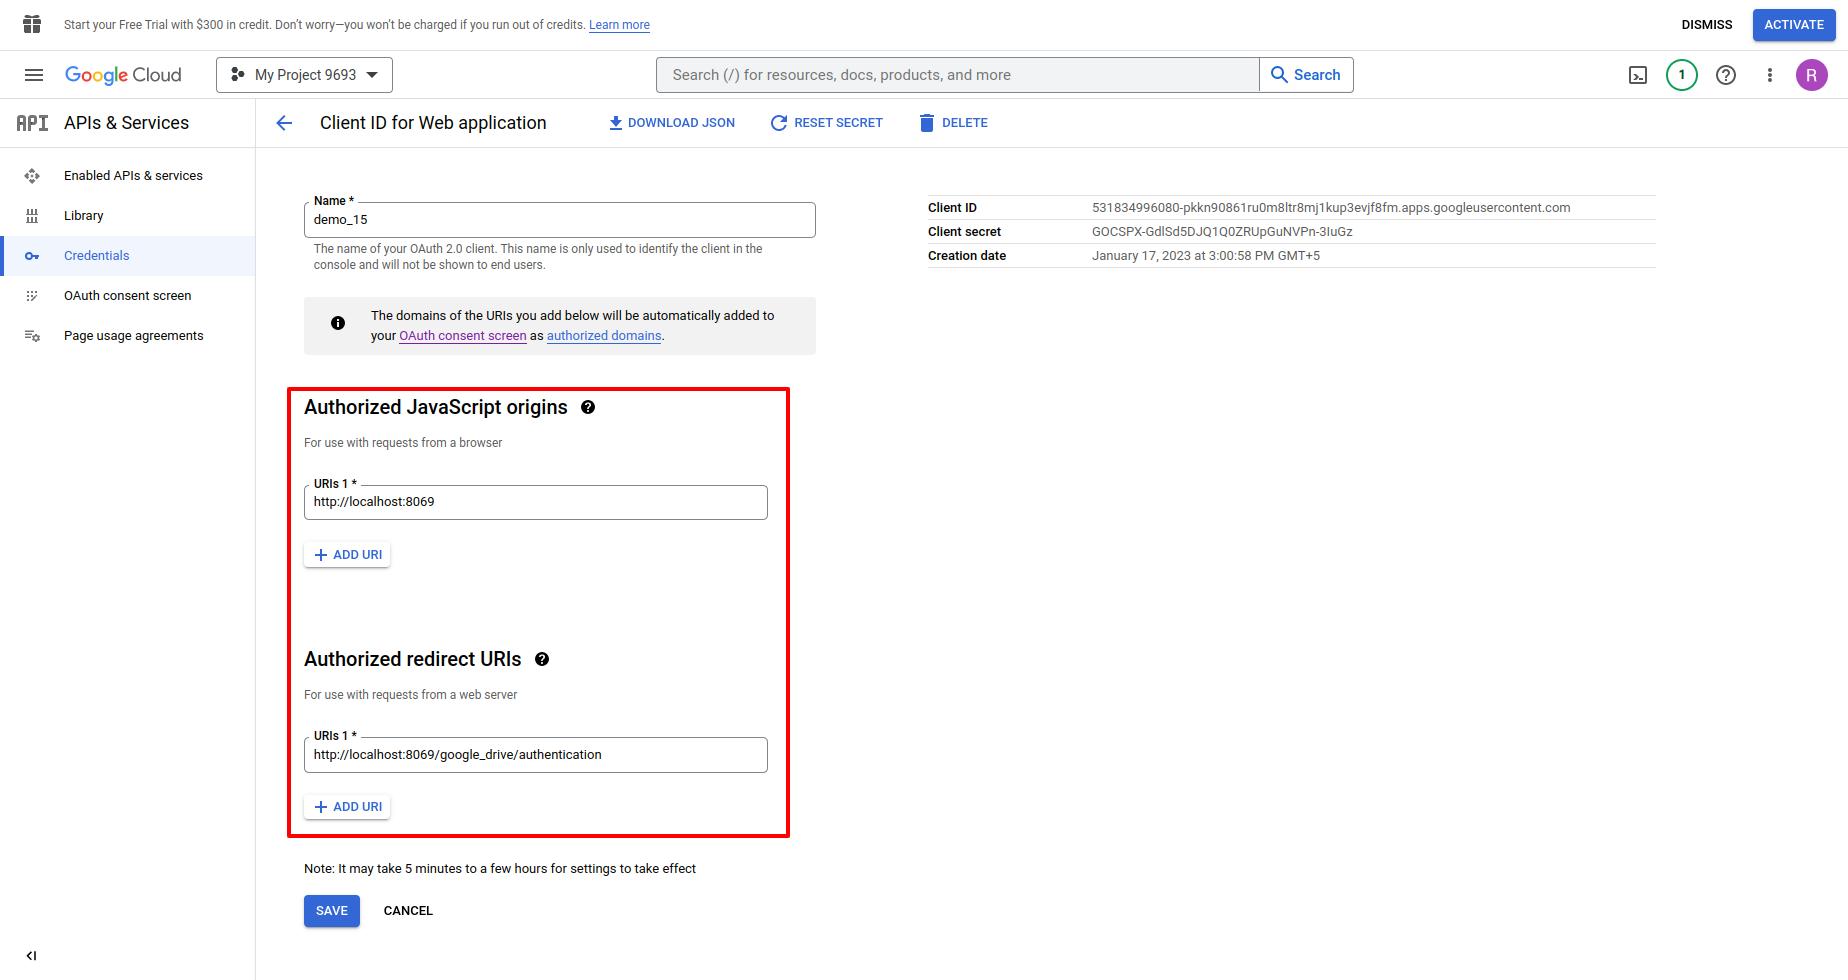 Start your Free Trial with $300 in credit. Don't worry—you won't be charged if you run out of credits. Learn more
DISMISS
ACTIVATE
Google Cloud
My Project 9693
Search (/) for resources, docs, products, and more
Search
1
R
API
APIs & Services
Client ID for Web application
DOWNLOAD JSON
RESET SECRET
DELETE
Enabled APIs & services
Library
Credentials
OAuth consent screen
Page usage agreements
Name *
demo_15
The name of your OAuth 2.0 client. This name is only used to identify the client in the
console and will not be shown to end users.
The domains of the URIs you add below will be automatically added to
your OAuth consent screen as authorized domains.
Authorized JavaScript origins
For use with requests from a browser
URIs 1 *
http://localhost:8069
ADD URI
Authorized redirect URIs
For use with requests from a web server
URIs 1 *
http://localhost:8069/google_drive/authentication
ADD URI
Note: It may take 5 minutes to a few hours for settings to take effect
SAVE
CANCEL
Client ID 531834996080-pkkn90861ru0m8ltr8mj1kup3evjf8fm.apps.googleusercontent.com
Client secret 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
Creation date January 17, 2023 at 3:00:58 PM GMT+5